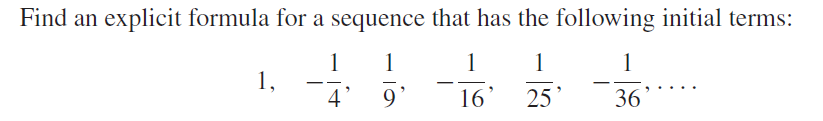 Find an explicit formula for a sequence that has the following initial terms:
1, −1/4, 1/9, −1/16, 1/25, −1/36, . . . .